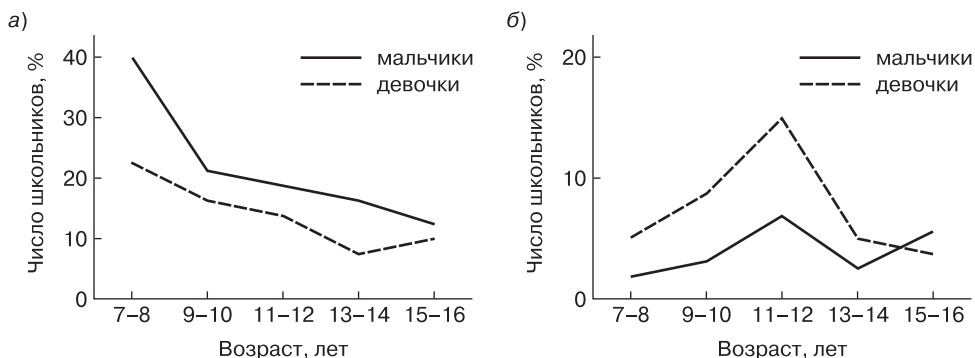 а)
Число школьников, %
40
30
20
10
0
мальчики
девочки
7–8 9–10 11–12 13–14 15–16
Возраст, лет
б)
Число школьников, %
20
10
0
мальчики
девочки
7–8 9–10 11–12 13–14 15–16
Возраст, лет